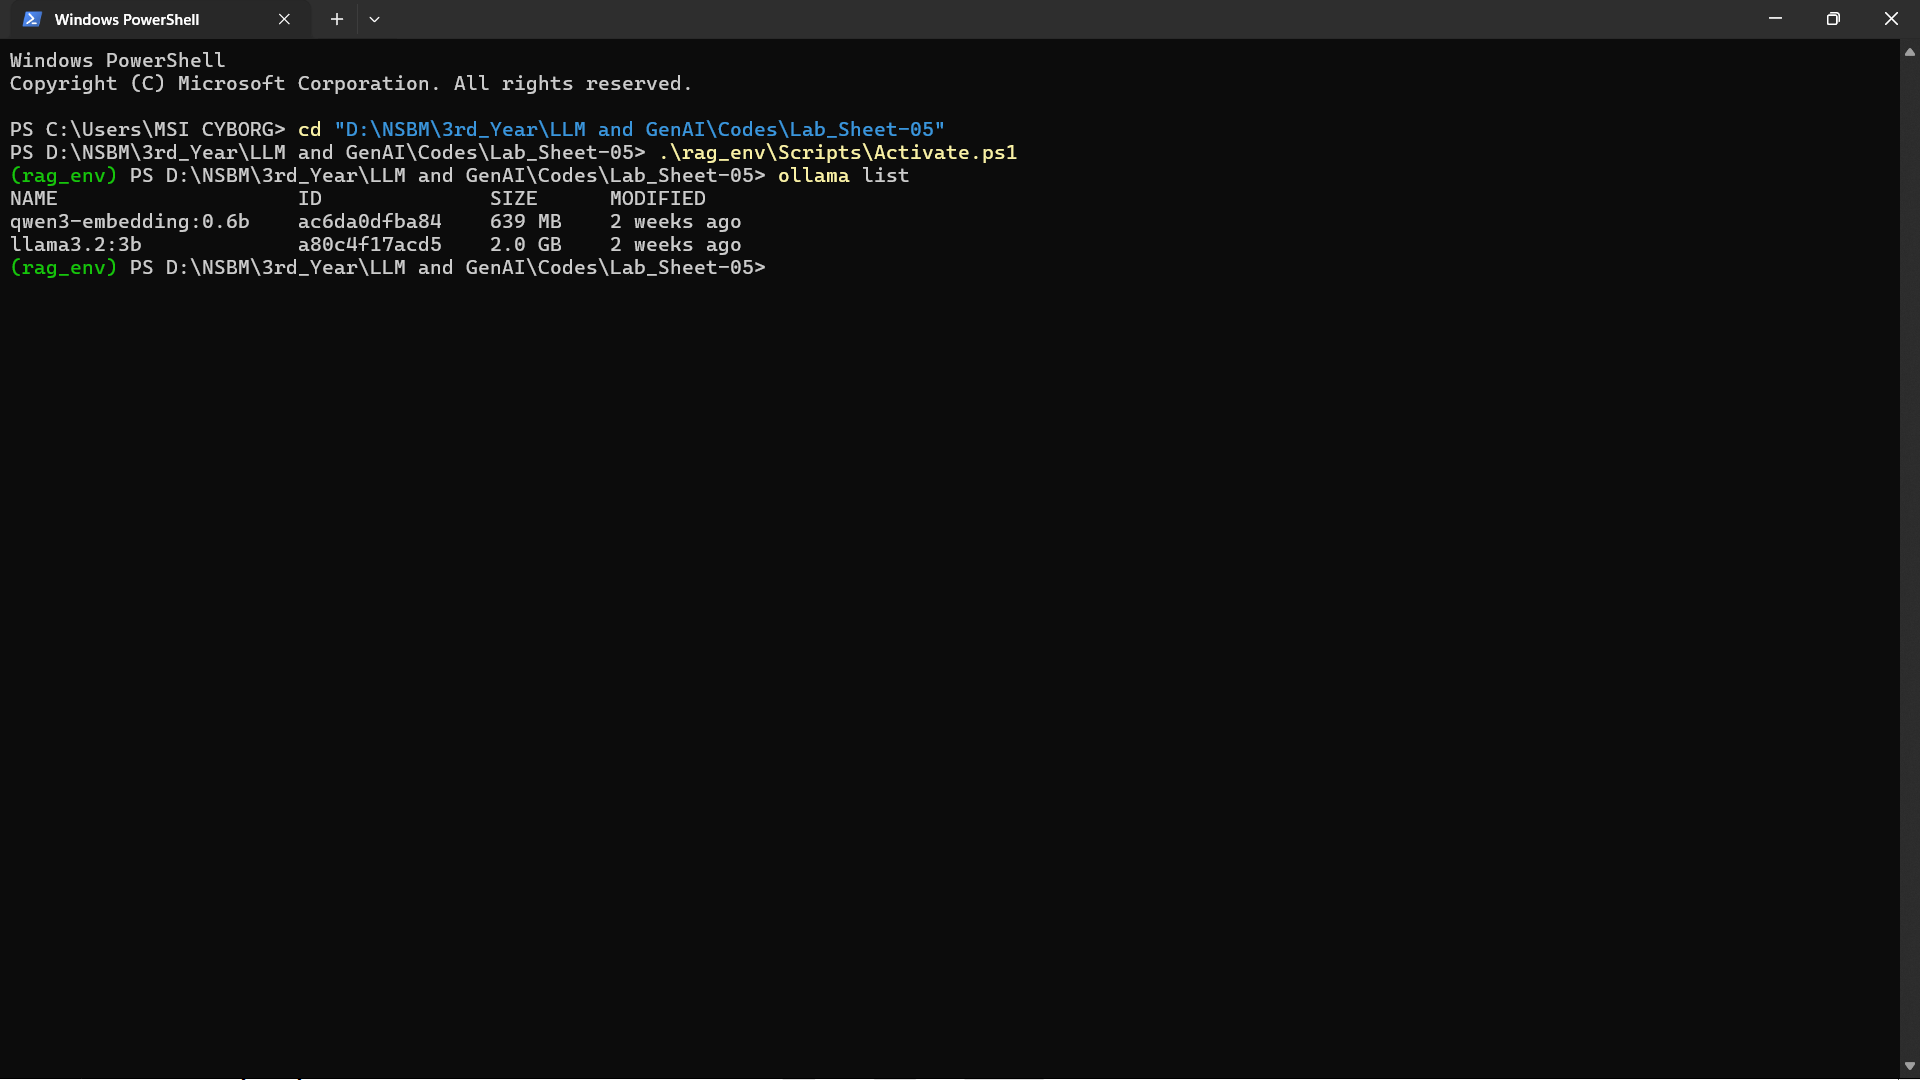 Windows PowerShell
Windows PowerShell
Copyright (C) Microsoft Corporation. All rights reserved.
PS C:\Users\MSI CYBORG> cd "D:\NSBM\3rd_Year\LLM and GenAI\Codes\Lab_Sheet-05"
PS D:\NSBM\3rd_Year\LLM and GenAI\Codes\Lab_Sheet-05> .\rag_env\Scripts\Activate.ps1
(rag_env) PS D:\NSBM\3rd_Year\LLM and GenAI\Codes\Lab_Sheet-05> ollama list
NAME                    ID              SIZE      MODIFIED
qwen3-embedding:0.6b    ac6da0dfba84    639 MB    2 weeks ago
llama3.2:3b             a80c4f17acd5    2.0 GB    2 weeks ago
(rag_env) PS D:\NSBM\3rd_Year\LLM and GenAI\Codes\Lab_Sheet-05>